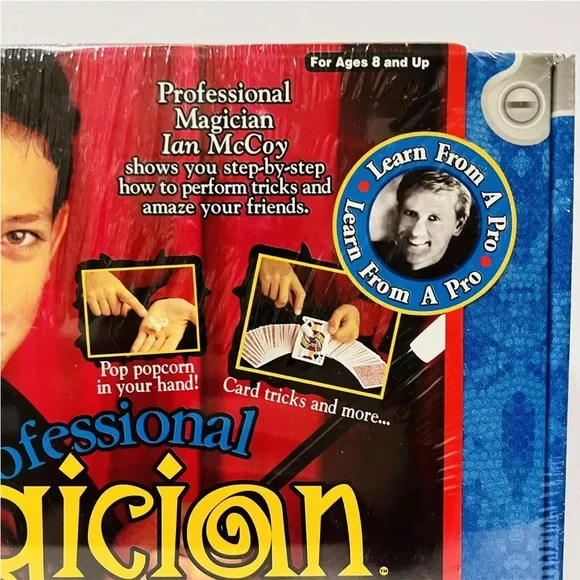 For Ages 8 and Up
Professional
Magician
Ian McCoy
shows you step-by-step
how to perform tricks and
amaze your friends.
Learn From A Pro
Learn From A Pro
Pop popcorn
in your hand!
Card tricks and more...
ofessional
gician
TM